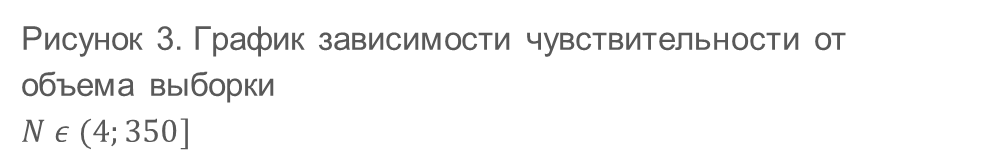 Рисунок 3. График зависимости чувствительности от
объема выборки
N ϵ (4; 350]